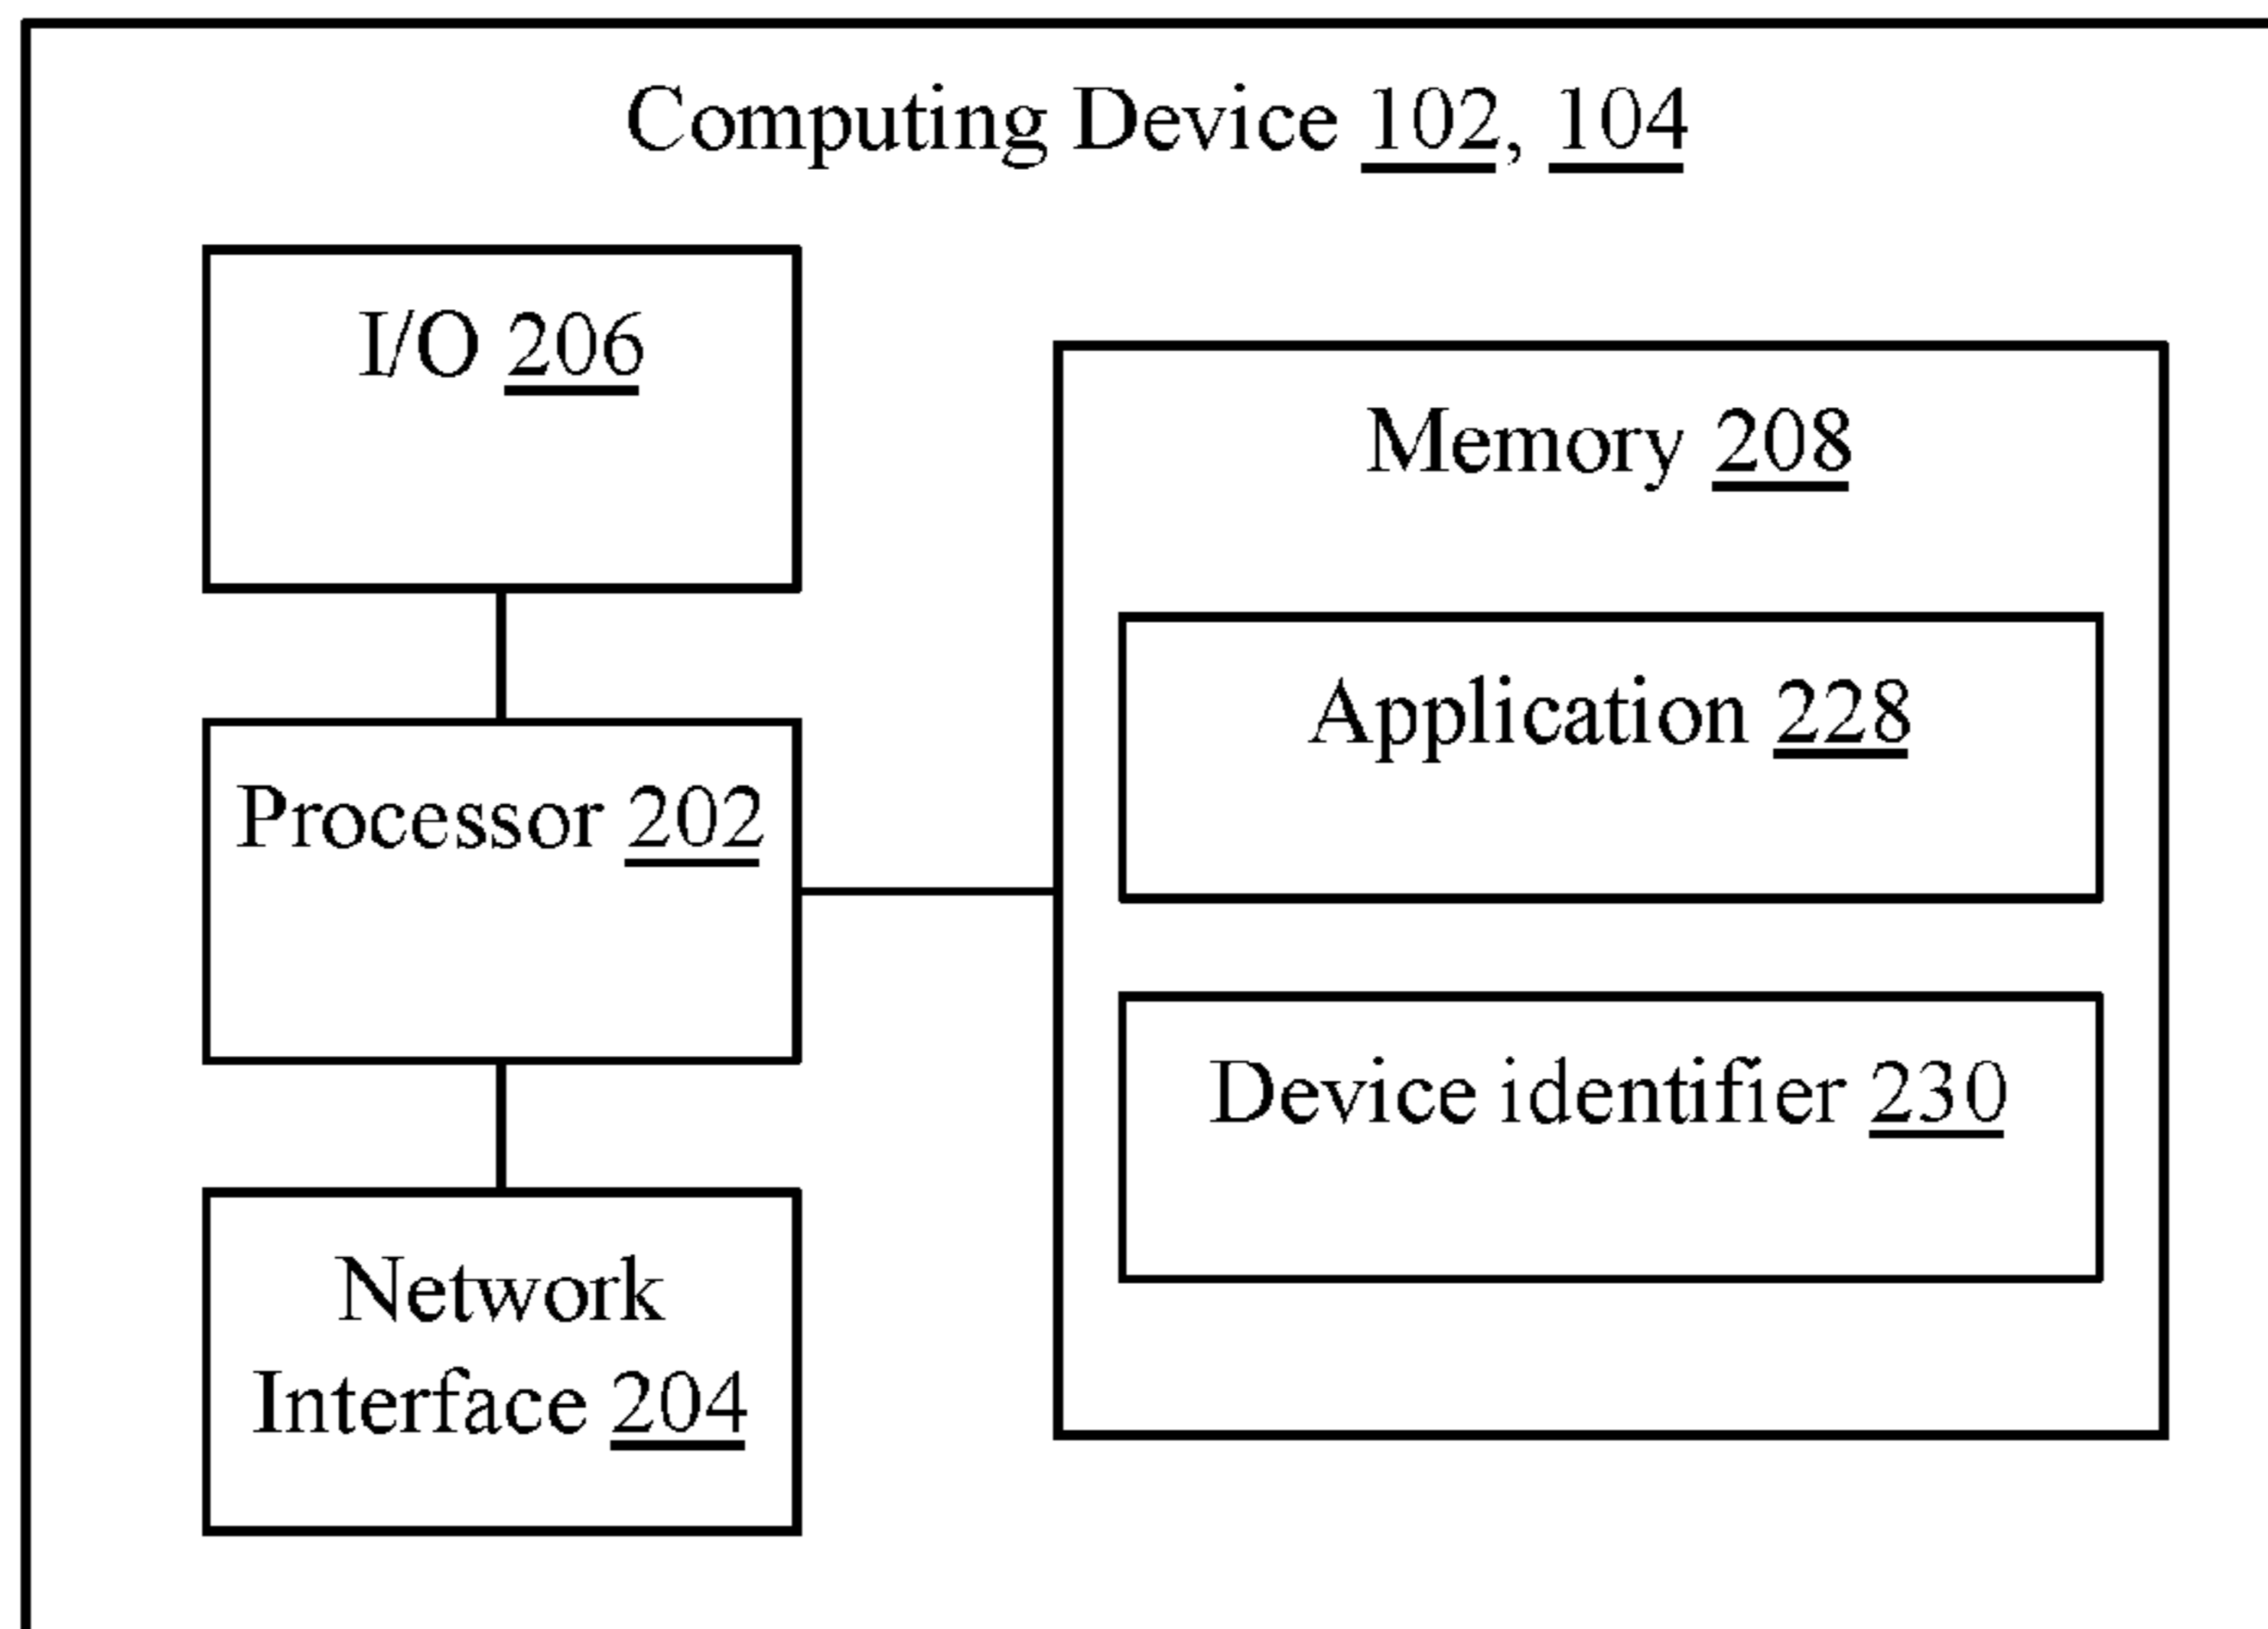 Computing Device 102, 104
I/O 206
Memory 208
Application 228
Processor 202
Device identifier 230
Network
Interface 204